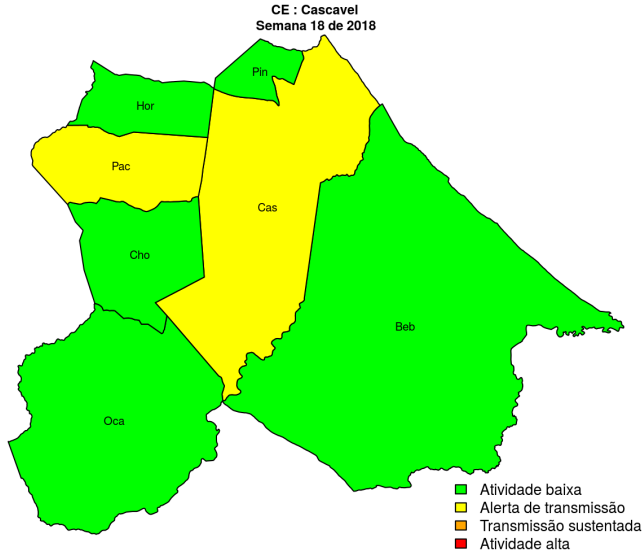 CE : Cascavel
Semana 18 de 2018
Pin
Hor
Pac
Cas
Cho
Beb
Oca
Atividade baixa
Alerta de transmissão
Transmissão sustentada
Atividade alta